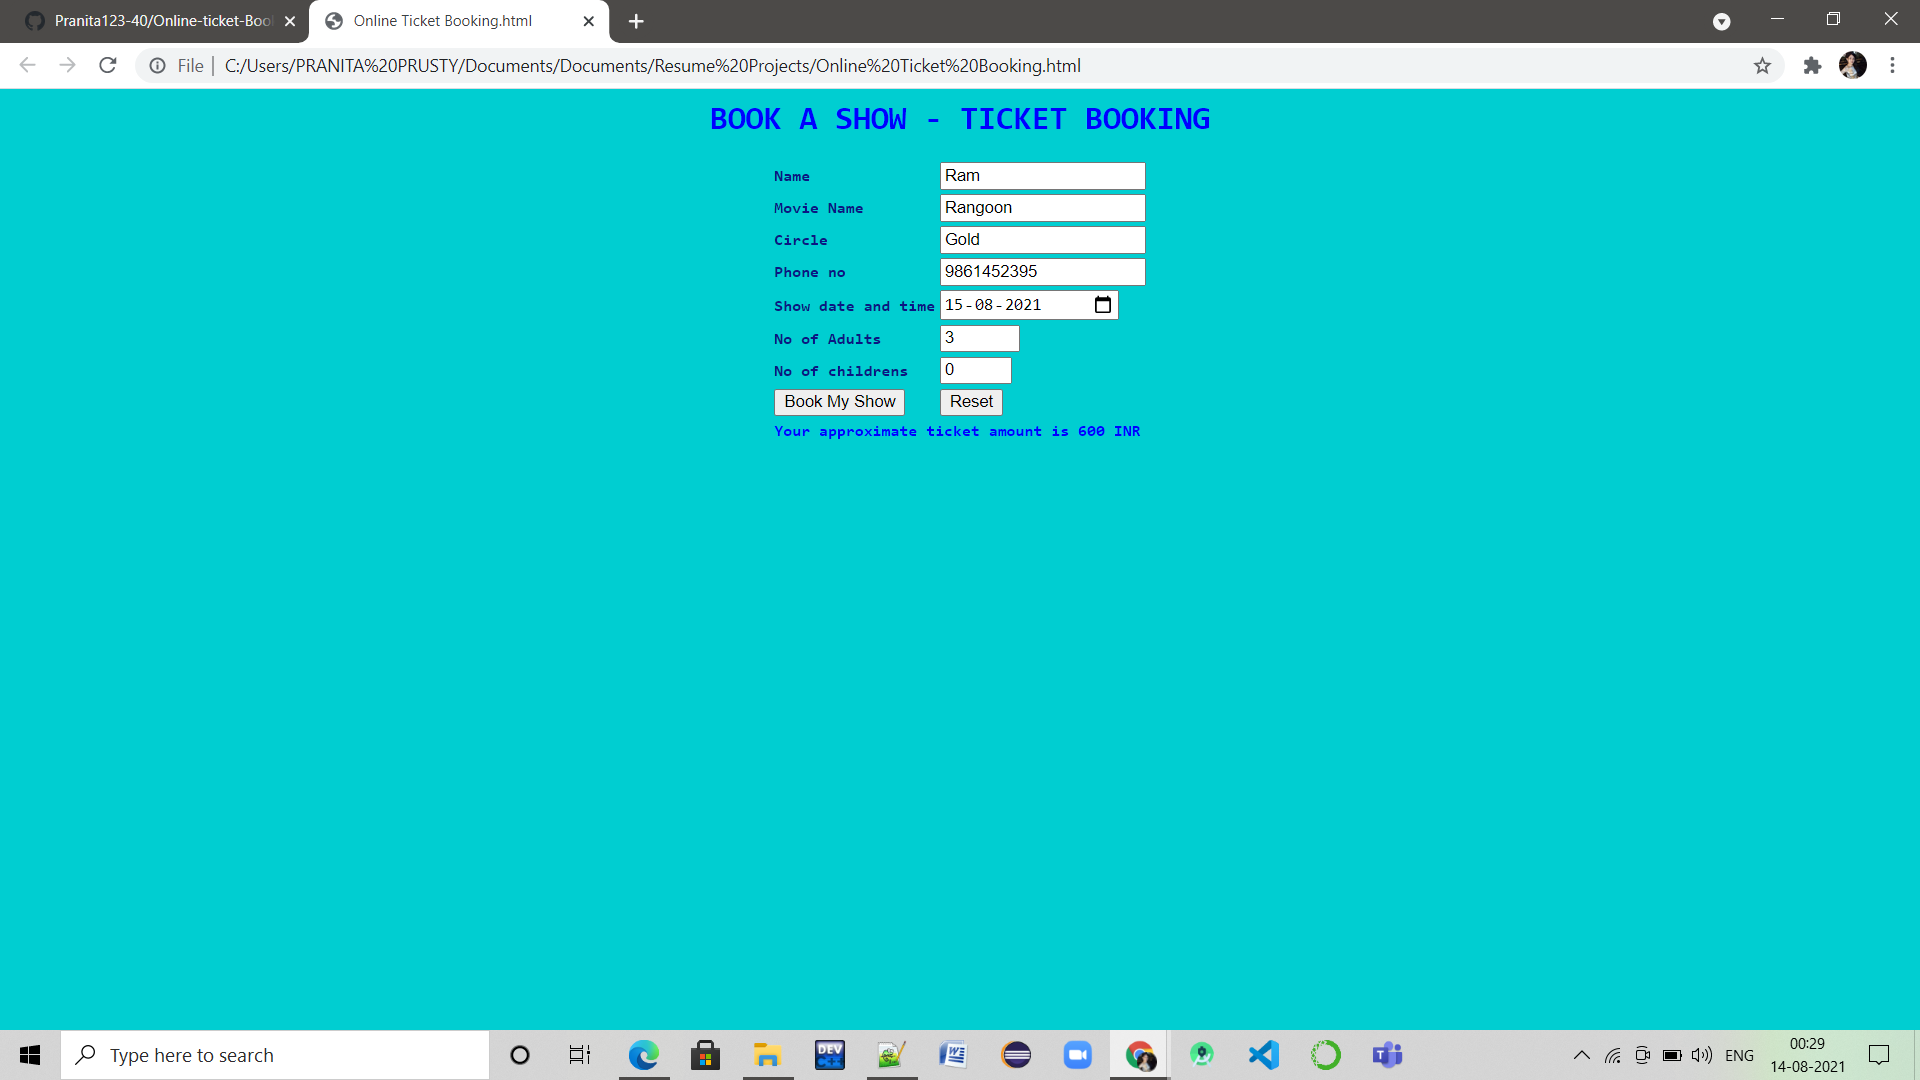 Pranita123-40/Online-ticket-Boo
Online Ticket Booking.html
File | C:/Users/PRANITA%20PRUSTY/Documents/Documents/Resume%20Projects/Online%20Ticket%20Booking.html
BOOK A SHOW - TICKET BOOKING
Name Ram
Movie Name Rangoon
Circle Gold
Phone no 9861452395
Show date and time 15-08-2021
No of Adults 3
No of childrens 0
Book My Show Reset
Your approximate ticket amount is 600 INR
Type here to search
DEV C++
ENG
00:29
14-08-2021